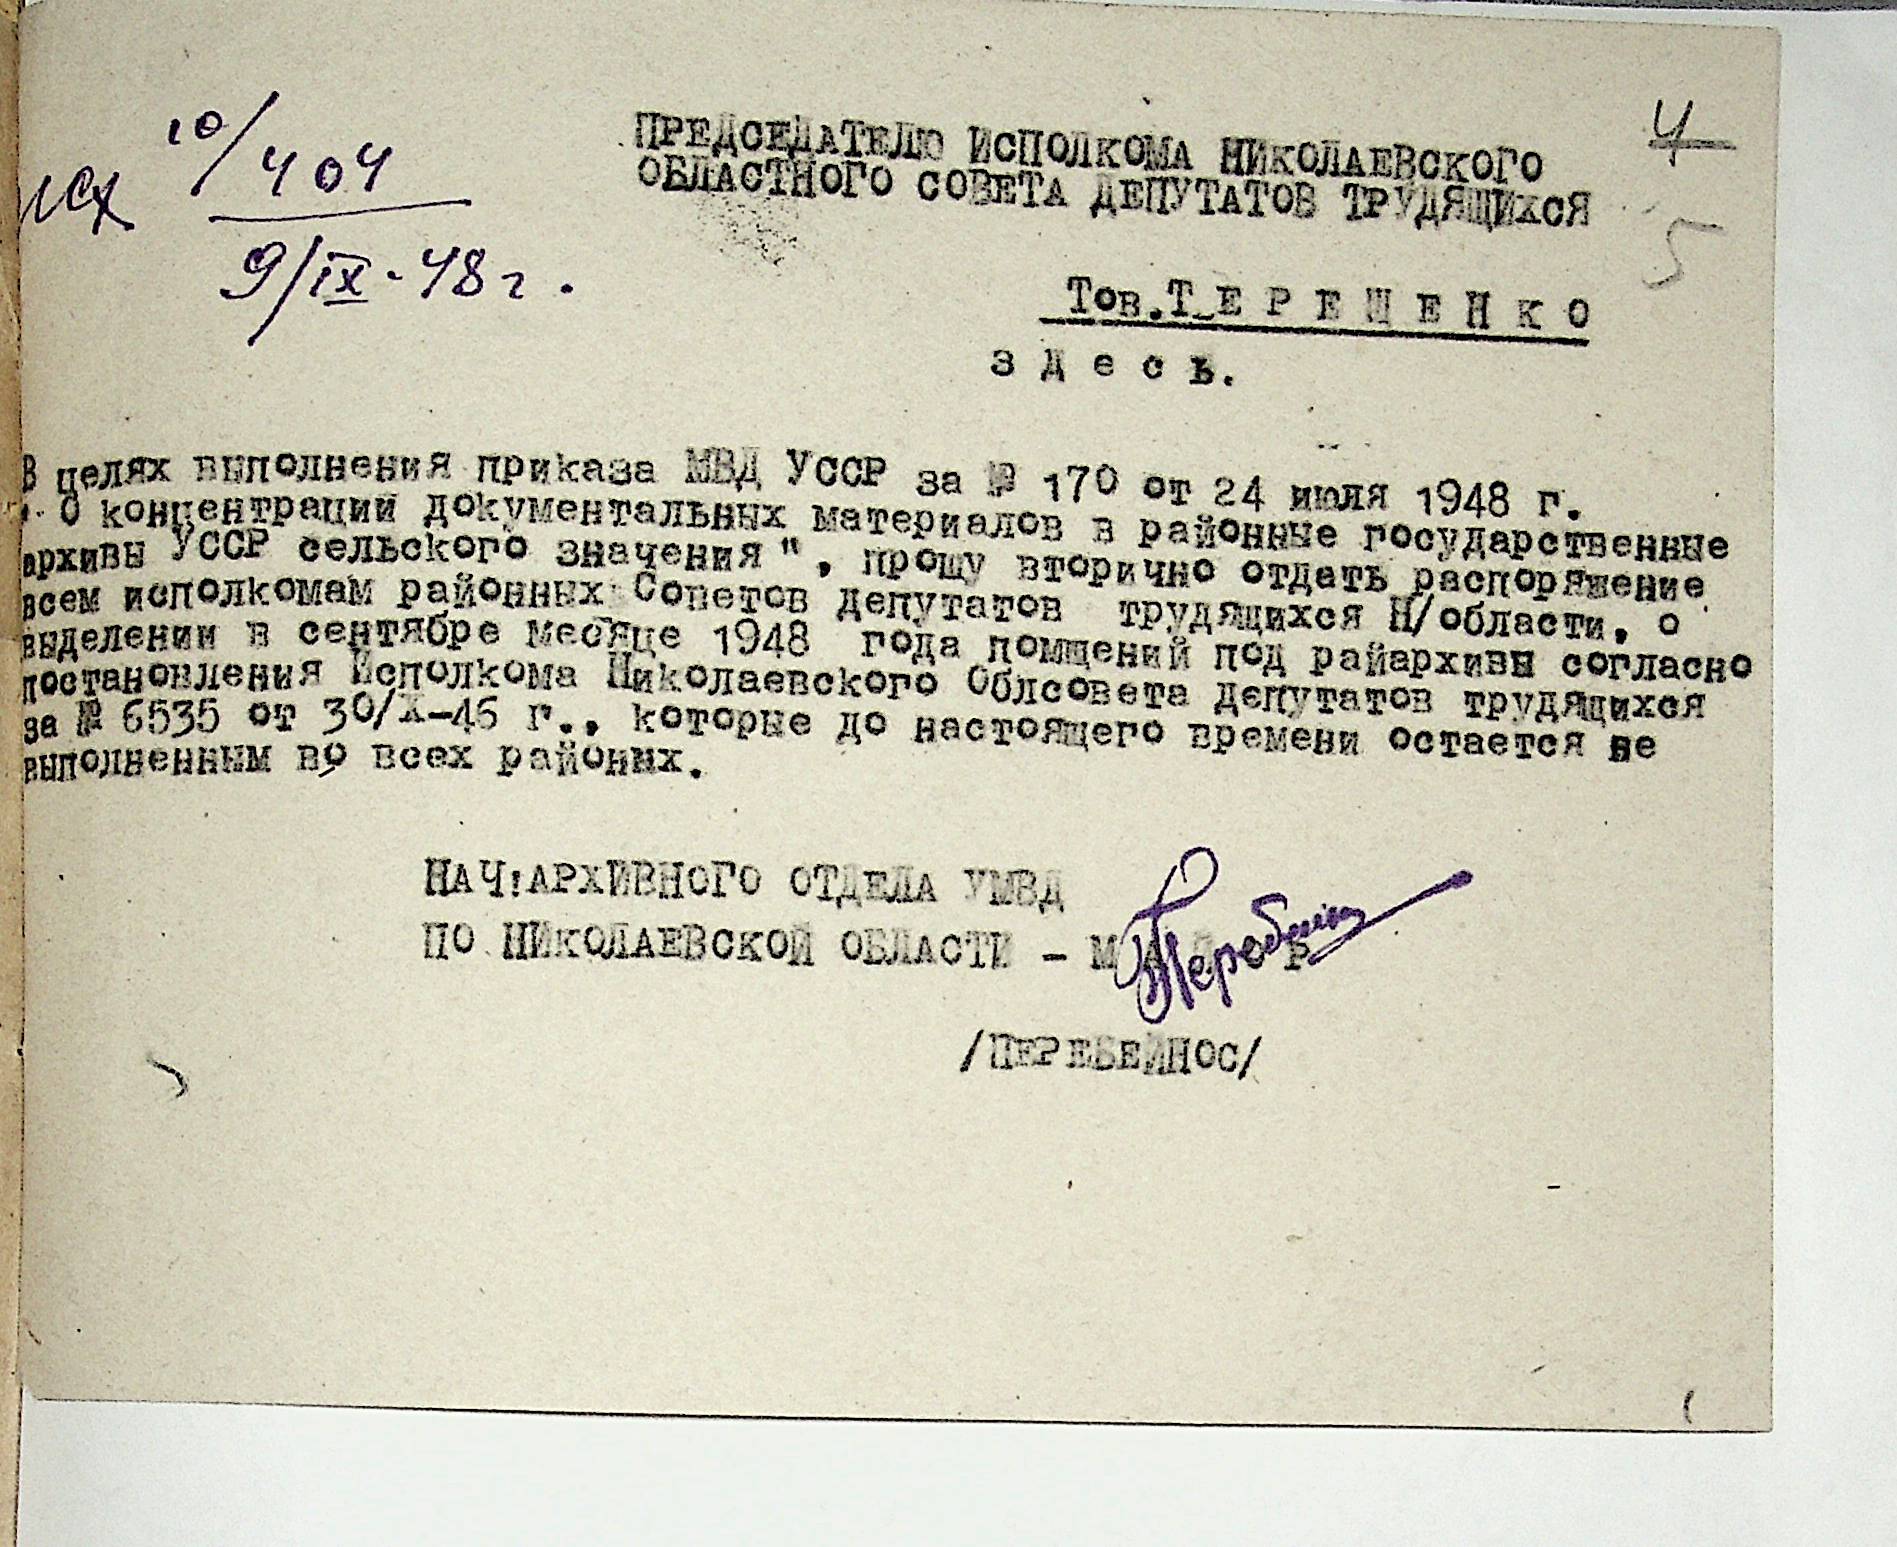 исх 10/404
9/IX-48г.
4
5
ПРЕДСЕДАТЕЛЮ ИСПОЛКОМА НИКОЛАЕВСКОГО
ОБЛАСТНОГО СОВЕТА ДЕПУТАТОВ ТРУДЯЩИХСЯ
Тов.Т Е Р Е Щ Е Н К О
З д е с ь.
В целях выполнения приказа МВД УССР за № 170 от 24 июля 1948 г.
" О концентрации документальных материалов в районные государственные
архивы УССР сельского значения", прошу вторично отдать распоряжение
всем исполкомам районных Советов депутатов трудящихся Н/области, о
выделении в сентябре месяце 1948 года помщений под райархивы согласно
постановления Исполкома Николаевского Облсовета депутатов трудящихся
за № 6535 от 30/X-46 г., которые до настоящего времени остается не
выполненным во всех районых.
НАЧ!АРХИВНОГО ОТДЕЛА УМВД
ПО НИКОЛАЕВСКОЙ ОБЛАСТИ - М А Й О Р
/ПЕРЕБЕЙНОС/